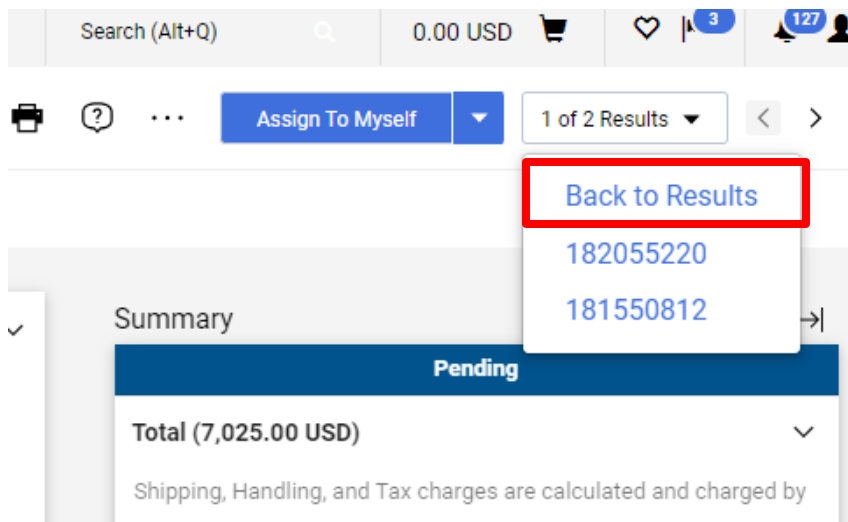 Search (Alt+Q)
0.00 USD
3
127
?
...
Assign To Myself
1 of 2 Results
Back to Results
182055220
181550812
Summary
Pending
Total (7,025.00 USD)
Shipping, Handling, and Tax charges are calculated and charged by